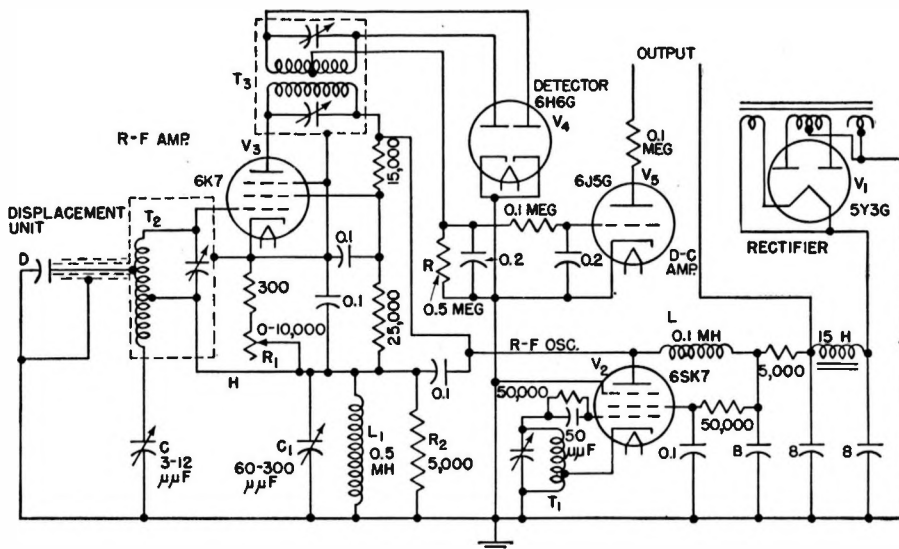 OUTPUT
DETECTOR
6H6G
V4
T3
R-F AMP.
V3
6K7
15,000
0.1
MEG
6J5G
V5
V1
5Y3G
RECTIFIER
DISPLACEMENT
UNIT
T2
D
0.1 MEG
D-C
AMP.
0.1
0.2
0.2
R
0.5 MEG
300
0.1
25,000
0-10,000
R1
H
0.1
R-F OSC.
V2
6SK7
L
0.1 MH
5,000
15 H
50,000
50
μμF
50,000
C
3-12
μμF
C1
60-300
μμF
L1
0.5
MH
R2
5,000
T1
0.1
8
8
8